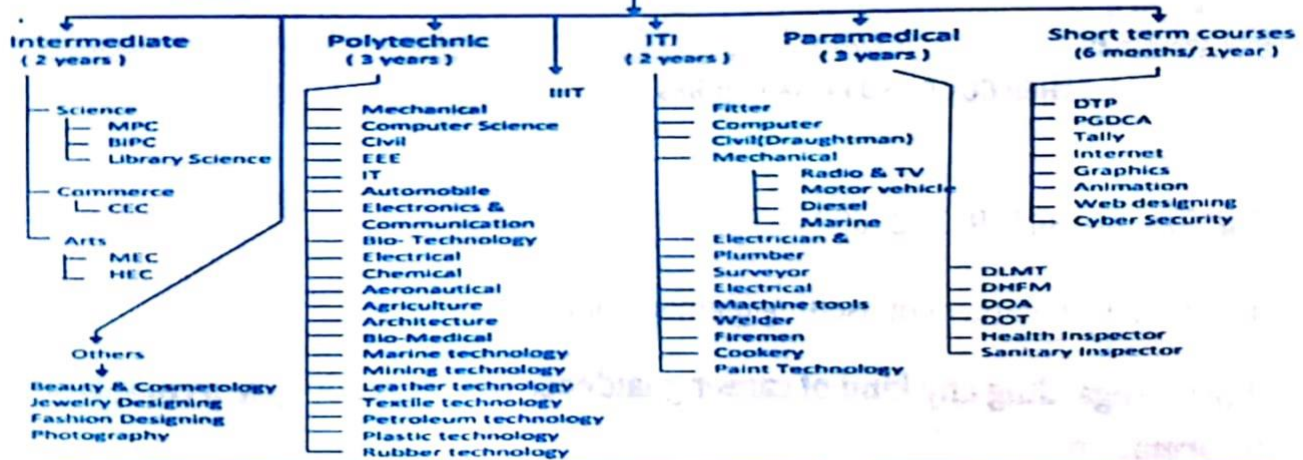 Intermediate
( 2 years )
Science
MPC
BiPC
Library Science
Commerce
CEC
Arts
MEC
HEC
Others
Beauty & Cosmetology
Jewelry Designing
Fashion Designing
Photography
Polytechnic
( 3 years )
Mechanical
Computer Science
Civil
EEE
IT
Automobile
Electronics &
Communication
Bio- Technology
Electrical
Chemical
Aeronautical
Agriculture
Architecture
Bio-Medical
Marine technology
Mining technology
Leather technology
Textile technology
Petroleum technology
Plastic technology
Rubber technology
IIIT
ITI
( 2 years )
Fitter
Computer
Civil(Draughtman)
Mechanical
Radio & TV
Motor vehicle
Diesel
Marine
Electrician &
Plumber
Surveyor
Electrical
Machine tools
Welder
Firemen
Cookery
Paint Technology
Paramedical
( 3 years )
DLMT
DHFM
DOA
DOT
Health Inspector
Sanitary Inspector
Short term courses
(6 months/ 1year )
DTP
PGDCA
Tally
Internet
Graphics
Animation
Web designing
Cyber Security